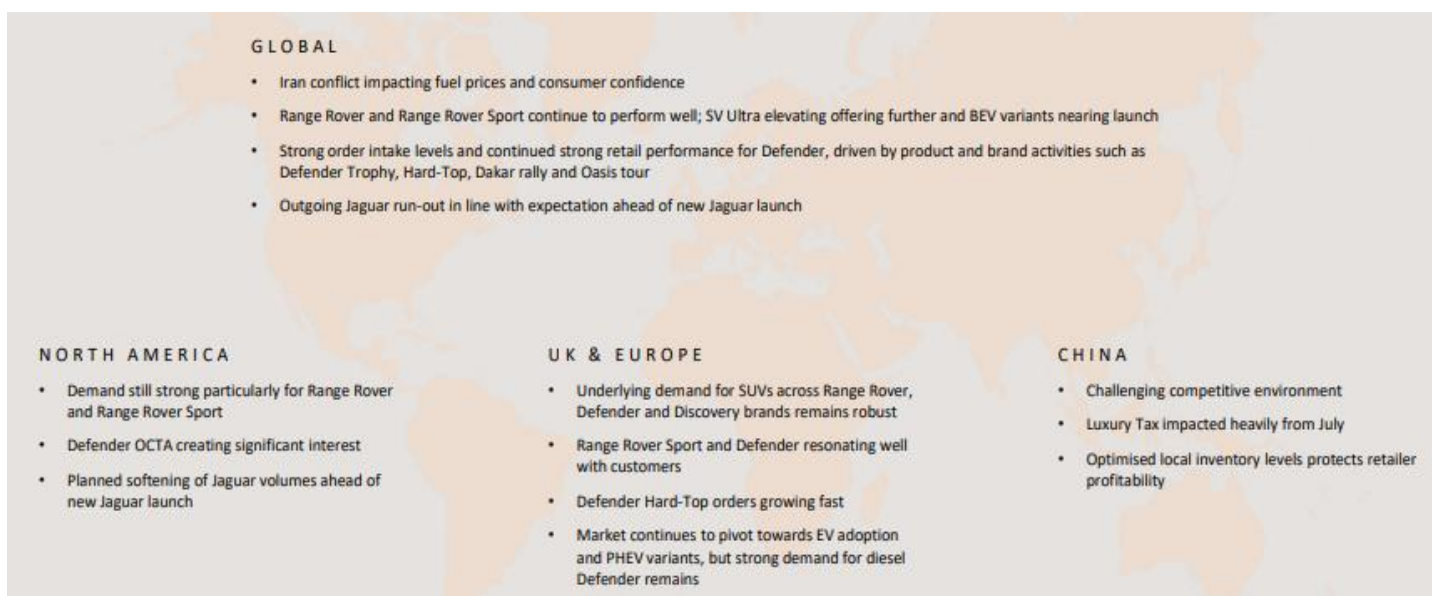 GLOBAL
• Iran conflict impacting fuel prices and consumer confidence
• Range Rover and Range Rover Sport continue to perform well; SV Ultra elevating offering further and BEV variants nearing launch
• Strong order intake levels and continued strong retail performance for Defender, driven by product and brand activities such as
Defender Trophy, Hard-Top, Dakar rally and Oasis tour
• Outgoing Jaguar run-out in line with expectation ahead of new Jaguar launch
NORTH AMERICA
• Demand still strong particularly for Range Rover
and Range Rover Sport
• Defender OCTA creating significant interest
• Planned softening of Jaguar volumes ahead of
new Jaguar launch
UK & EUROPE
• Underlying demand for SUVs across Range Rover,
Defender and Discovery brands remains robust
• Range Rover Sport and Defender resonating well
with customers
• Defender Hard-Top orders growing fast
• Market continues to pivot towards EV adoption
and PHEV variants, but strong demand for diesel
Defender remains
CHINA
• Challenging competitive environment
• Luxury Tax impacted heavily from July
• Optimised local inventory levels protects retailer
profitability